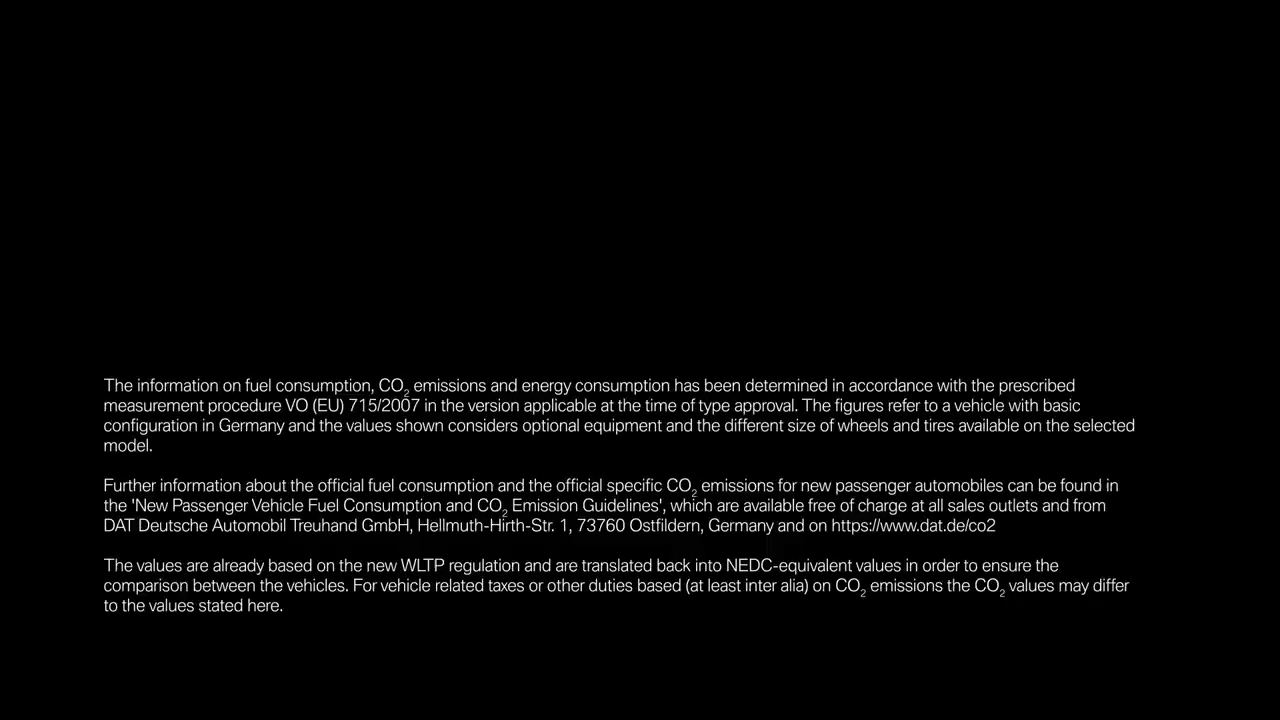 The information on fuel consumption, CO₂ emissions and energy consumption has been determined in accordance with the prescribed
measurement procedure VO (EU) 715/2007 in the version applicable at the time of type approval. The figures refer to a vehicle with basic
configuration in Germany and the values shown considers optional equipment and the different size of wheels and tires available on the selected
model.
Further information about the official fuel consumption and the official specific CO₂ emissions for new passenger automobiles can be found in
the 'New Passenger Vehicle Fuel Consumption and CO₂ Emission Guidelines', which are available free of charge at all sales outlets and from
DAT Deutsche Automobil Treuhand GmbH, Hellmuth-Hirth-Str. 1, 73760 Ostfildern, Germany and on https://www.dat.de/co2
The values are already based on the new WLTP regulation and are translated back into NEDC-equivalent values in order to ensure the
comparison between the vehicles. For vehicle related taxes or other duties based (at least inter alia) on CO₂ emissions the CO₂ values may differ
to the values stated here.